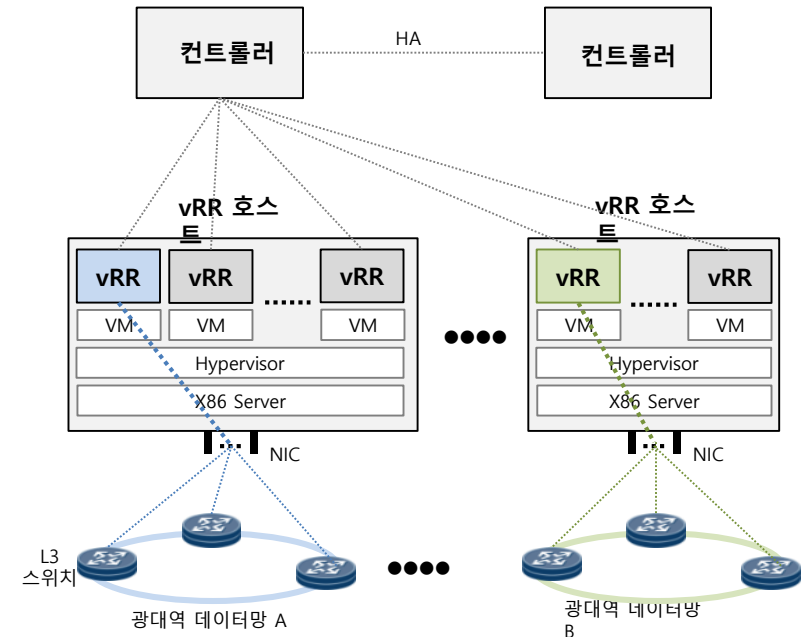 컨트롤러
HA
컨트롤러
vRR 호스
트
vRR 호스
트
vRR
vRR
......
vRR
vRR
......
vRR
VM
VM
VM
VM
VM
Hypervisor
Hypervisor
X86 Server
X86 Server
...
NIC
...
NIC
L3
스위치
광대역 데이터망 A
광대역 데이터망
B